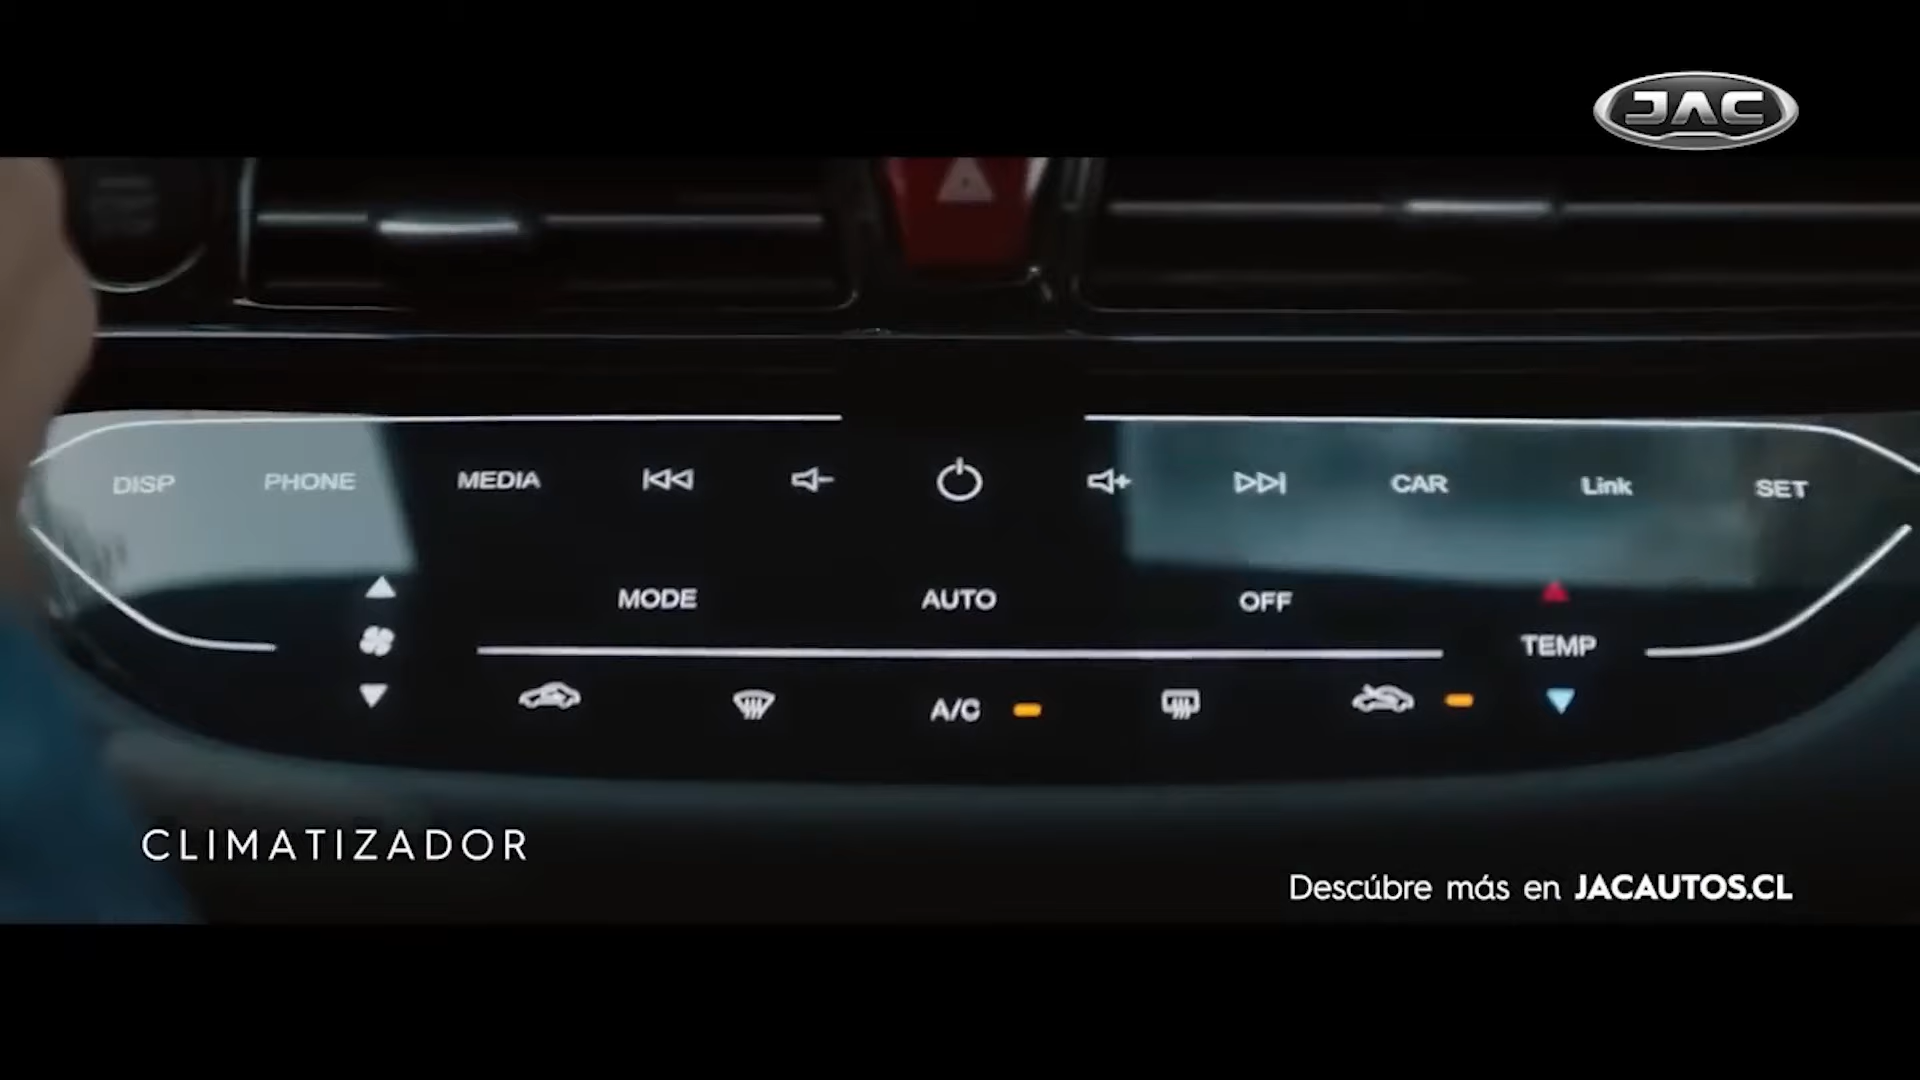 JAC
DISP PHONE MEDIA CAR Link SET
MODE AUTO OFF
TEMP
A/C
CLIMATIZADOR
Descúbre más en JACAUTOS.CL